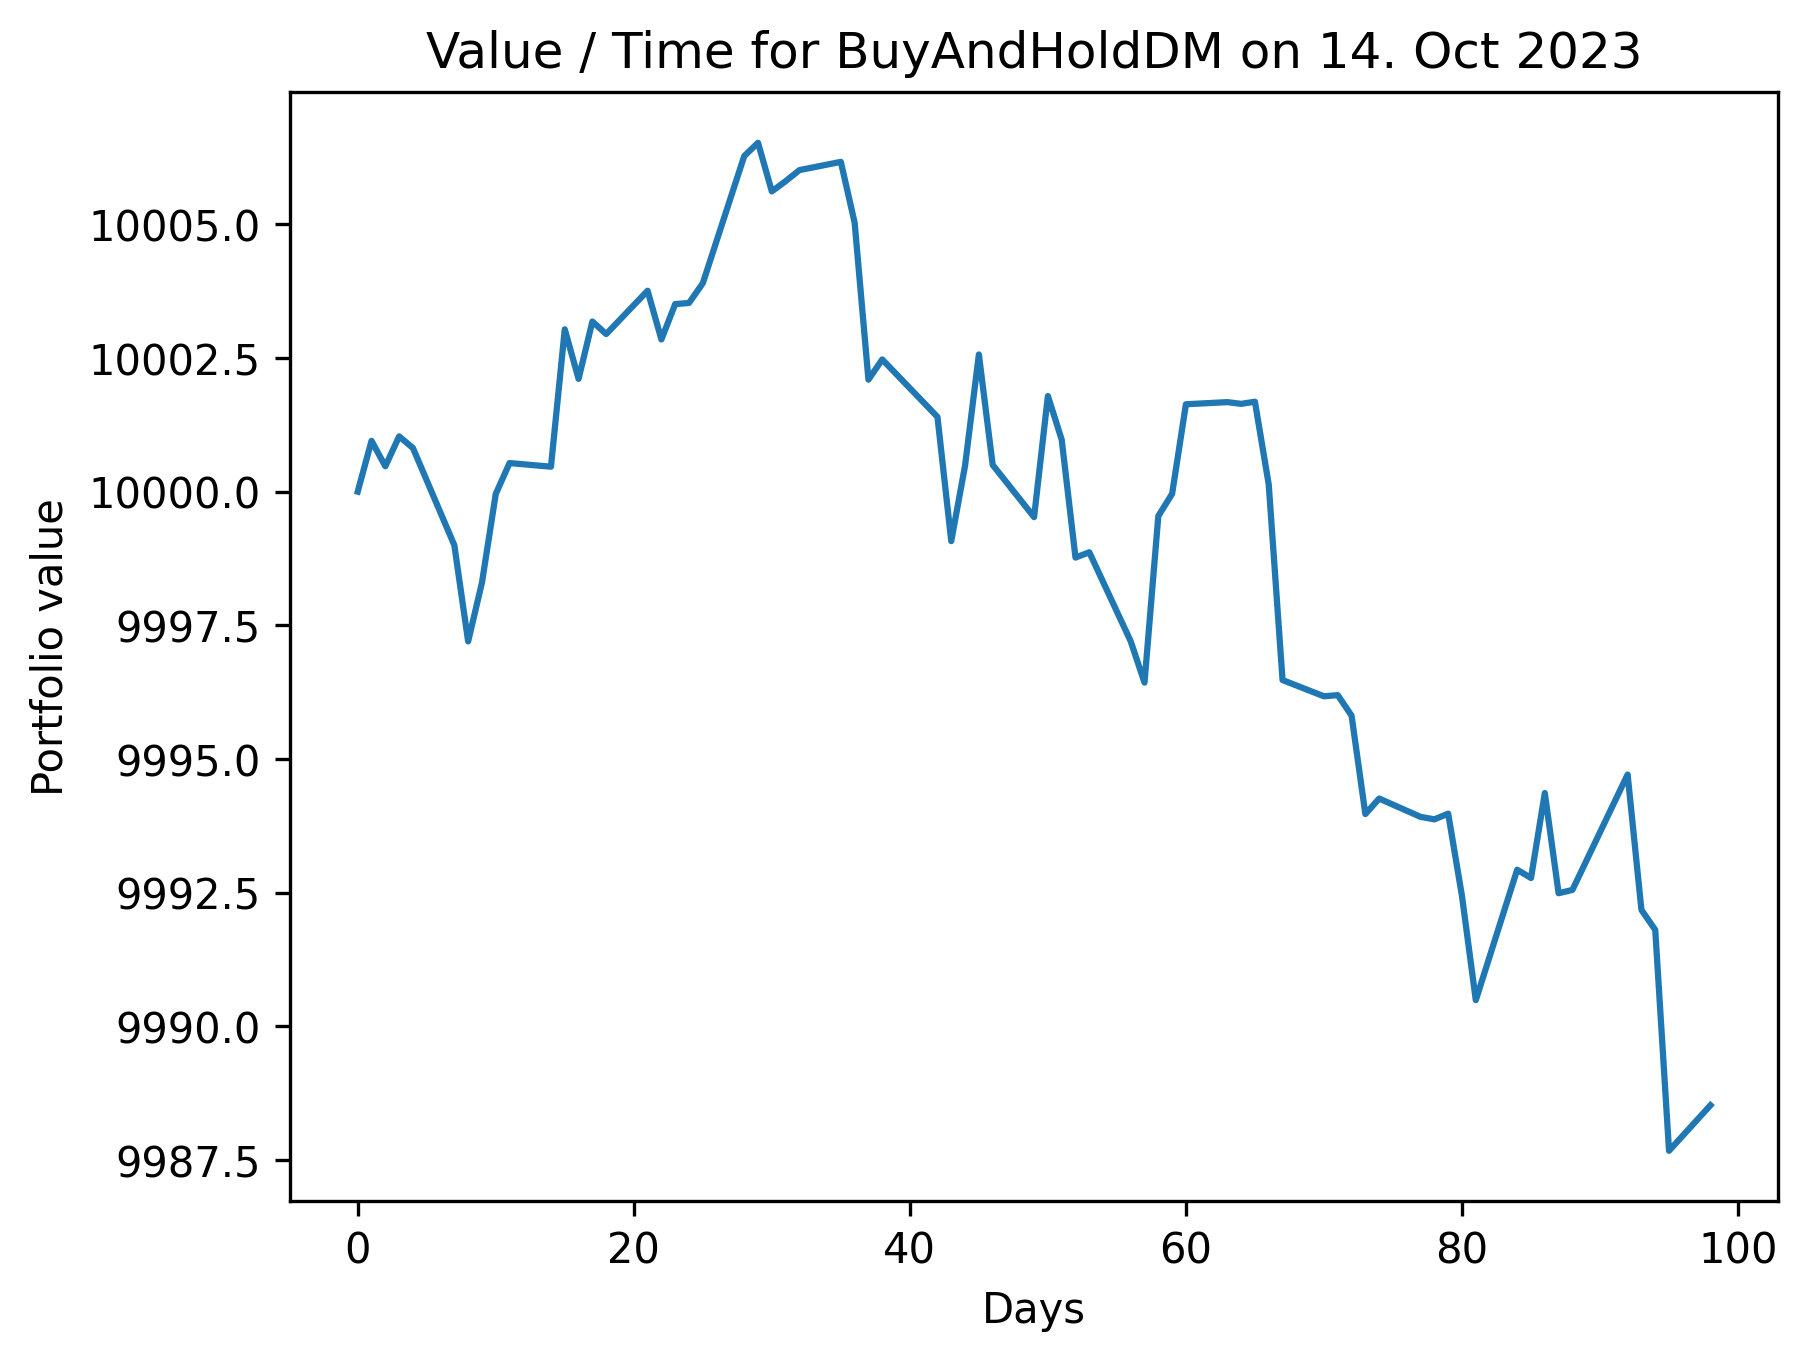 Value / Time for BuyAndHoldDM on 14. Oct 2023
Portfolio value
10005.0
10002.5
10000.0
9997.5
9995.0
9992.5
9990.0
9987.5
0 20 40 60 80 100
Days